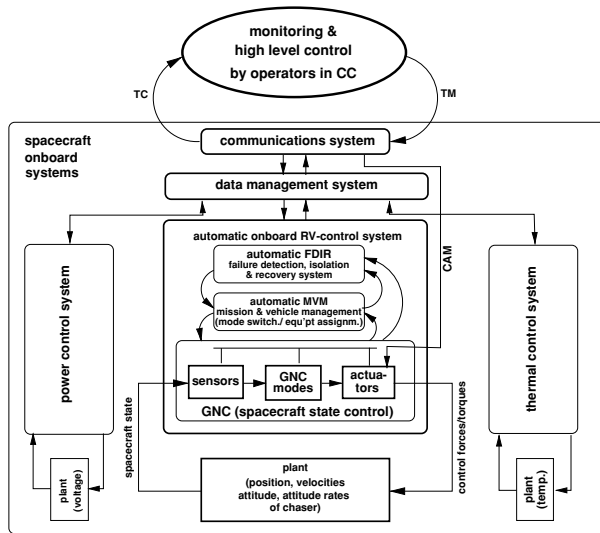 monitoring &
high level control
by operators in CC
TC
TM
spacecraft
onboard
systems
communications system
data management system
CAM
automatic onboard RV-control system
automatic FDIR
failure detection, isolation
& recovery system
automatic MVM
mission & vehicle management
(mode switch./ equ'pt assignm.)
sensors
GNC
modes
actua-
tors
GNC (spacecraft state control)
power control system
thermal control system
spacecraft state
control forces/torques
plant
(voltage)
plant
(position, velocities
attitude, attitude rates
of chaser)
plant
(temp.)